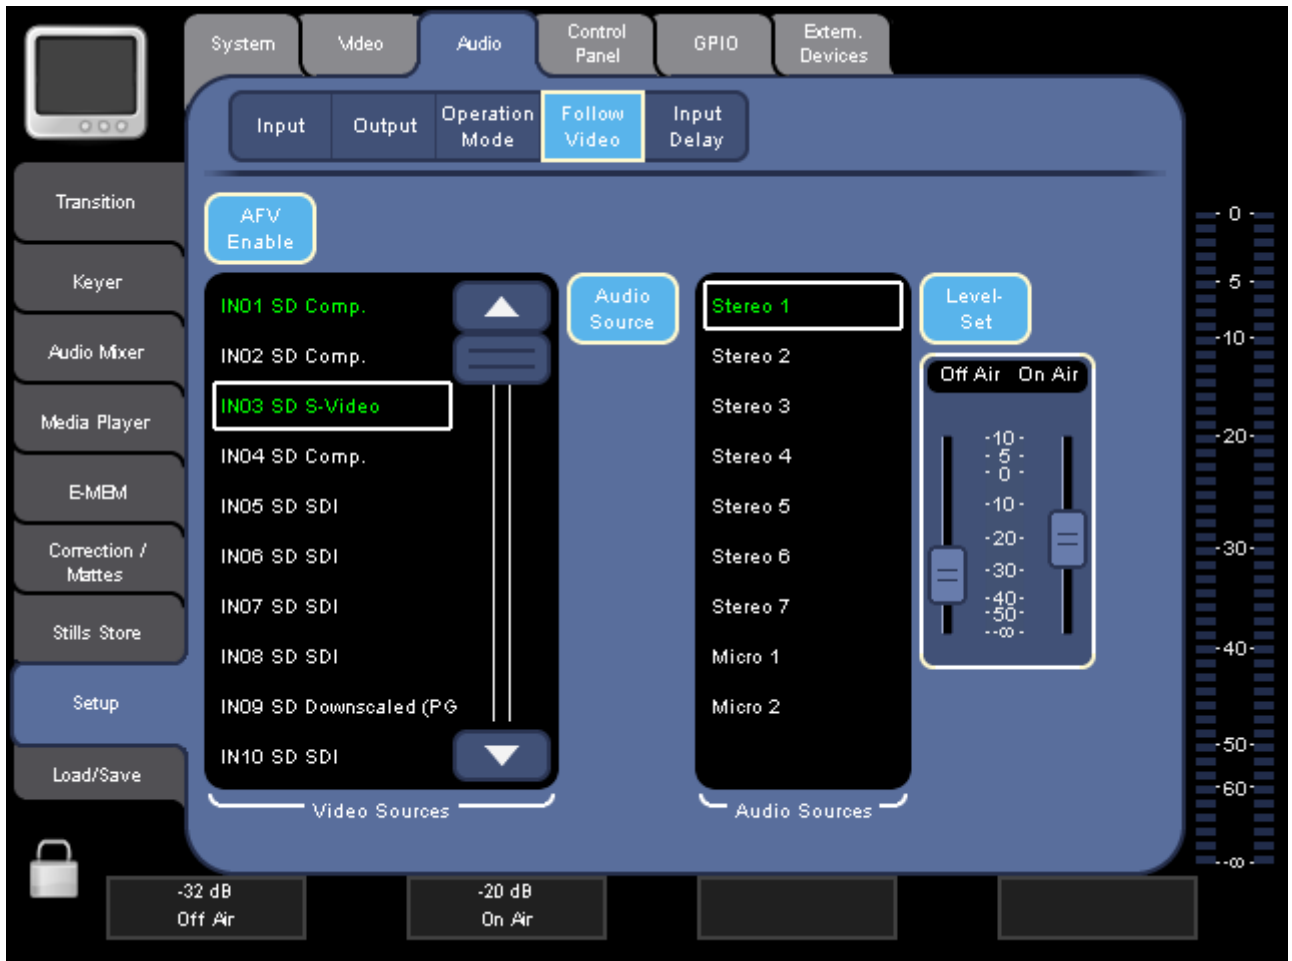 System
Video
Audio
Control
Panel
GPIO
Extern.
Devices
Input
Output
Operation
Mode
Follow
Video
Input
Delay
Transition
Keyer
Audio Mixer
Media Player
E-MEM
Correction /
Mattes
Stills Store
Setup
Load/Save
AFV
Enable
IN01 SD Comp.
IN02 SD Comp.
IN03 SD S-Video
IN04 SD Comp.
IN05 SD SDI
IN06 SD SDI
IN07 SD SDI
IN08 SD SDI
IN09 SD Downscaled (PG
IN10 SD SDI
Video Sources
Audio
Source
Stereo 1
Stereo 2
Stereo 3
Stereo 4
Stereo 5
Stereo 6
Stereo 7
Micro 1
Micro 2
Audio Sources
Level-
Set
Off Air On Air
-10-
- 5 -
- 0 -
-10-
-20-
-30-
-40-
-50-
--∞ -
- 0 -
- 5 -
-10-
-20-
-30-
-40-
-50-
-60-
--∞ -
-32 dB
Off Air
-20 dB
On Air